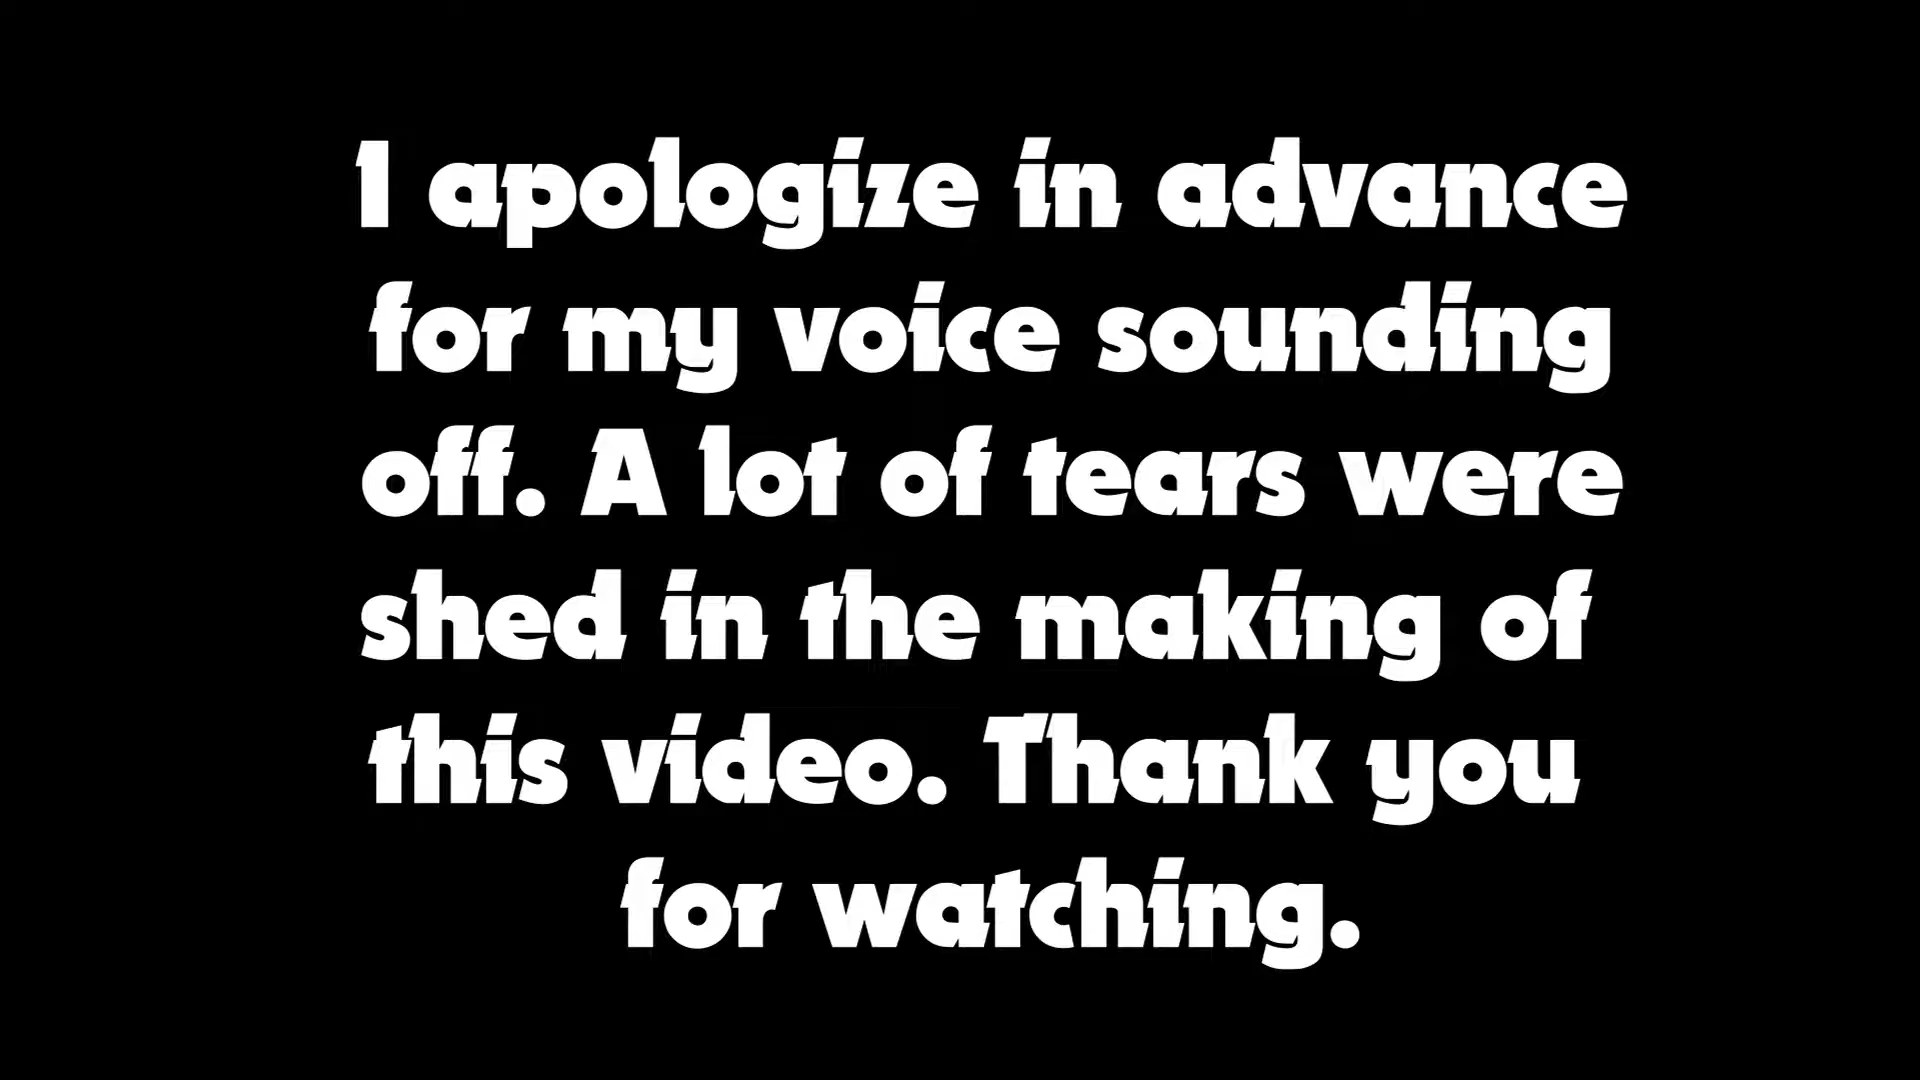 I apologize in advance
for my voice sounding
off. A lot of tears were
shed in the making of
this video. Thank you
for watching.